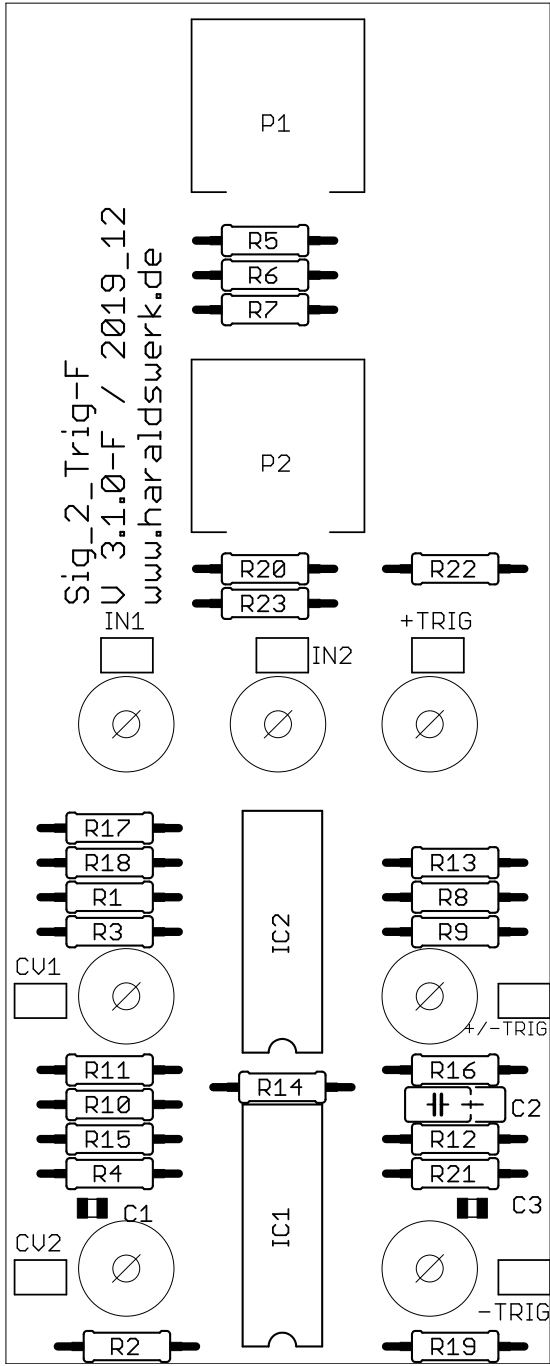 P1
R5
R6
R7
Sig_2_Trig-F
V 3.1.0-F / 2019_12
www.haraldswerk.de
P2
R20
R22
R23
IN1
+TRIG
IN2
R17
R18
R13
R1
R8
R3
R9
IC2
CV1
+/-TRIG
R11
R16
R14
R10
C2
R15
R12
R4
R21
C1
C3
IC1
CV2
-TRIG
R2
R19